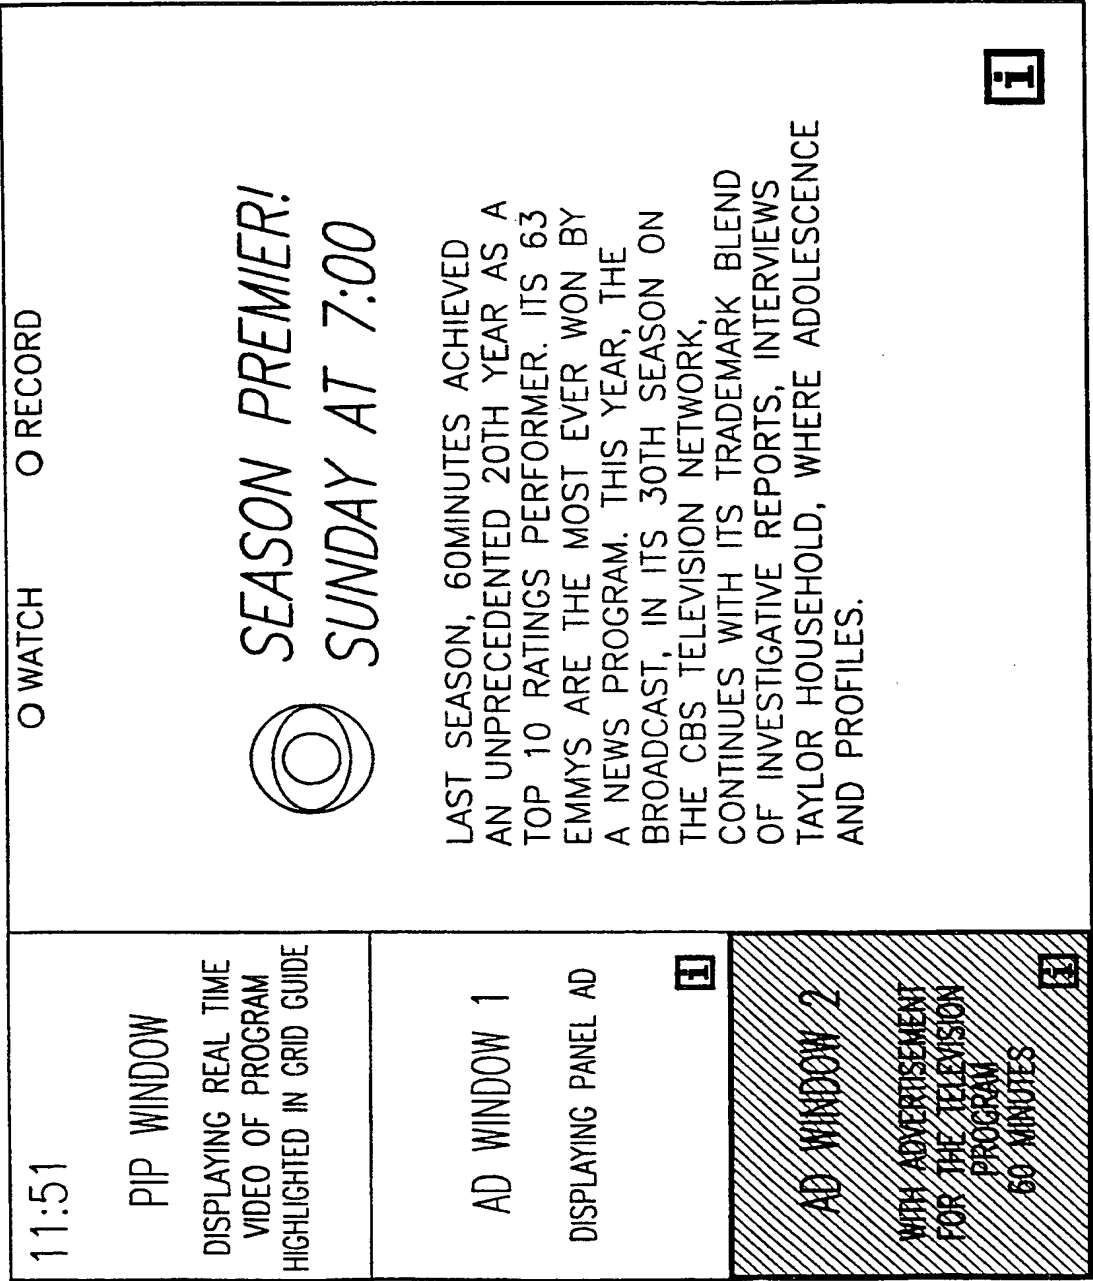 11:51
PIP WINDOW
DISPLAYING REAL TIME
VIDEO OF PROGRAM
HIGHLIGHTED IN GRID GUIDE
AD WINDOW 1
DISPLAYING PANEL AD
i
AD WINDOW 2
WITH ADVERTISEMENT
FOR THE TELEVISION
PROGRAM
60 MINUTES
i
O WATCH O RECORD
SEASON PREMIER!
SUNDAY AT 7:00
LAST SEASON, 60MINUTES ACHIEVED
AN UNPRECEDENTED 20TH YEAR AS A
TOP 10 RATINGS PERFORMER. ITS 63
EMMYS ARE THE MOST EVER WON BY
A NEWS PROGRAM. THIS YEAR, THE
BROADCAST, IN ITS 30TH SEASON ON
THE CBS TELEVISION NETWORK,
CONTINUES WITH ITS TRADEMARK BLEND
OF INVESTIGATIVE REPORTS, INTERVIEWS
TAYLOR HOUSEHOLD, WHERE ADOLESCENCE
AND PROFILES.
i